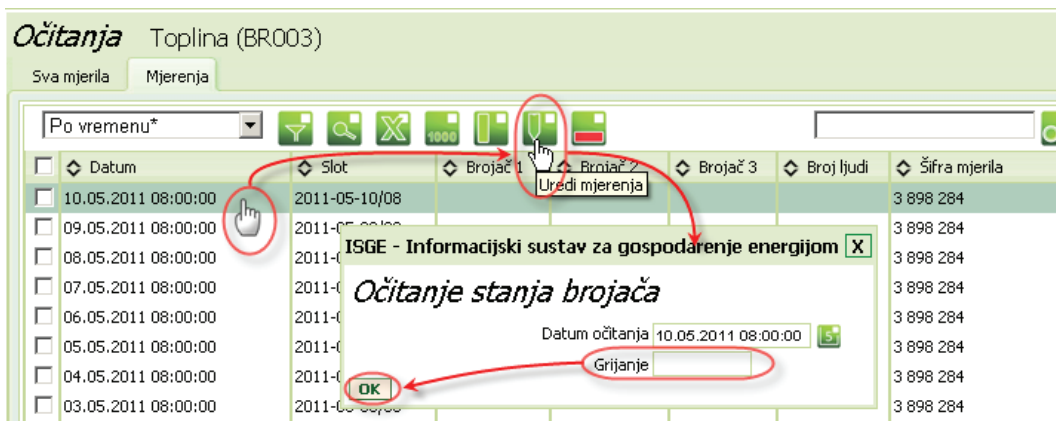 Očitanja Toplina (BR003)
Sva mjerila Mjerenja
Po vremenu*
1000
Datum Slot Brojač 1 Brojač 2 Brojač 3 Broj ljudi Šifra mjerila
Uredi mjerenja
10.05.2011 08:00:00 2011-05-10/08 3 898 284
09.05.2011 08:00:00 3 898 284
ISGE - Informacijski sustav za gospodarenje energijom X
08.05.2011 08:00:00 3 898 284
07.05.2011 08:00:00 3 898 284
Očitanje stanja brojača
06.05.2011 08:00:00 3 898 284
Datum očitanja 10.05.2011 08:00:00
05.05.2011 08:00:00 3 898 284
Grijanje
04.05.2011 08:00:00 3 898 284
OK
03.05.2011 08:00:00 3 898 284